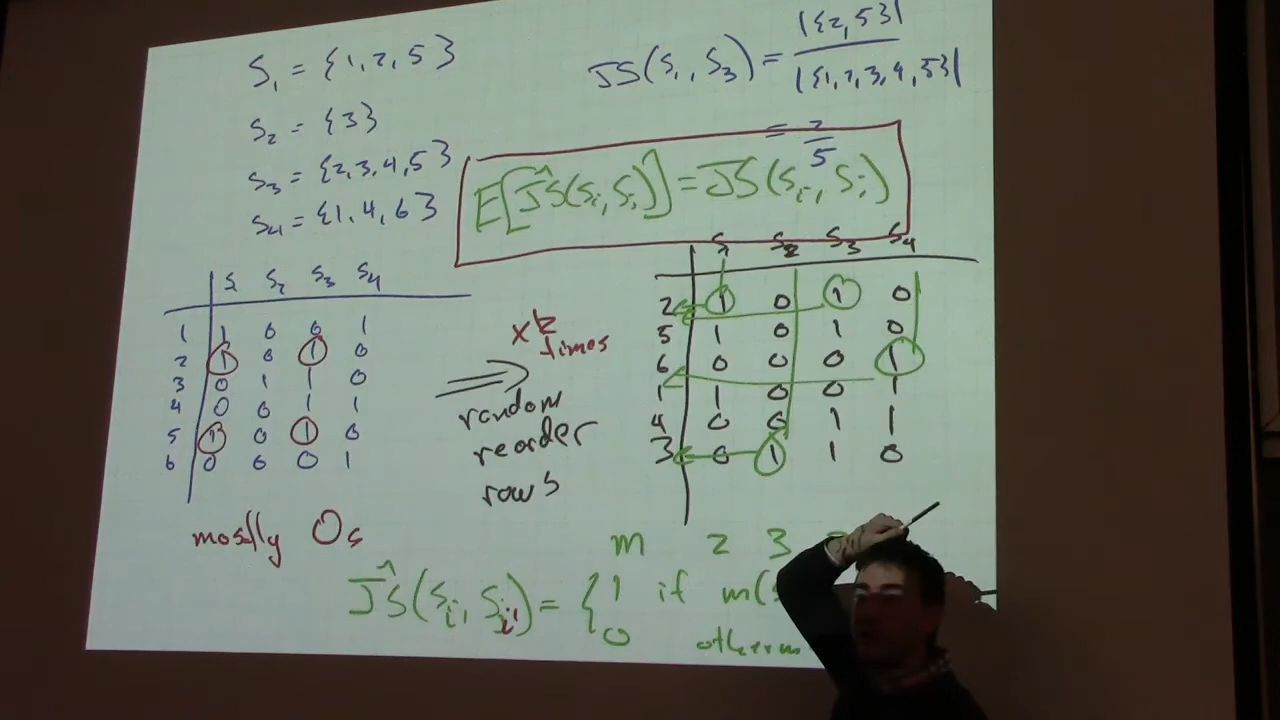 S₁ = {1, 2, 5}
S₂ = {3}
S₃ = {2, 3, 4, 5}
S₄ = {1, 4, 6}
JS(S₁, S₃) = |{2, 5}| / |{1, 2, 3, 4, 5}|
= 2/5
E[ĴS(Sᵢ, Sⱼ)] = JS(Sᵢ, Sⱼ)
S₁ S₂ S₃ S₄
1 1 0 0 1
2 1 0 1 0
3 0 1 1 0
4 0 0 1 1
5 1 0 1 0
6 0 0 0 1
mostly 0s
xk times
random
reorder
rows
S₁ S₂ S₃ S₄
2 1 0 1 0
5 1 0 1 0
6 0 0 0 1
1 1 0 0 1
4 0 0 1 1
3 0 1 1 0
m 2 3
ĴS(Sᵢ, Sᵢ') = { 1 if m(
0